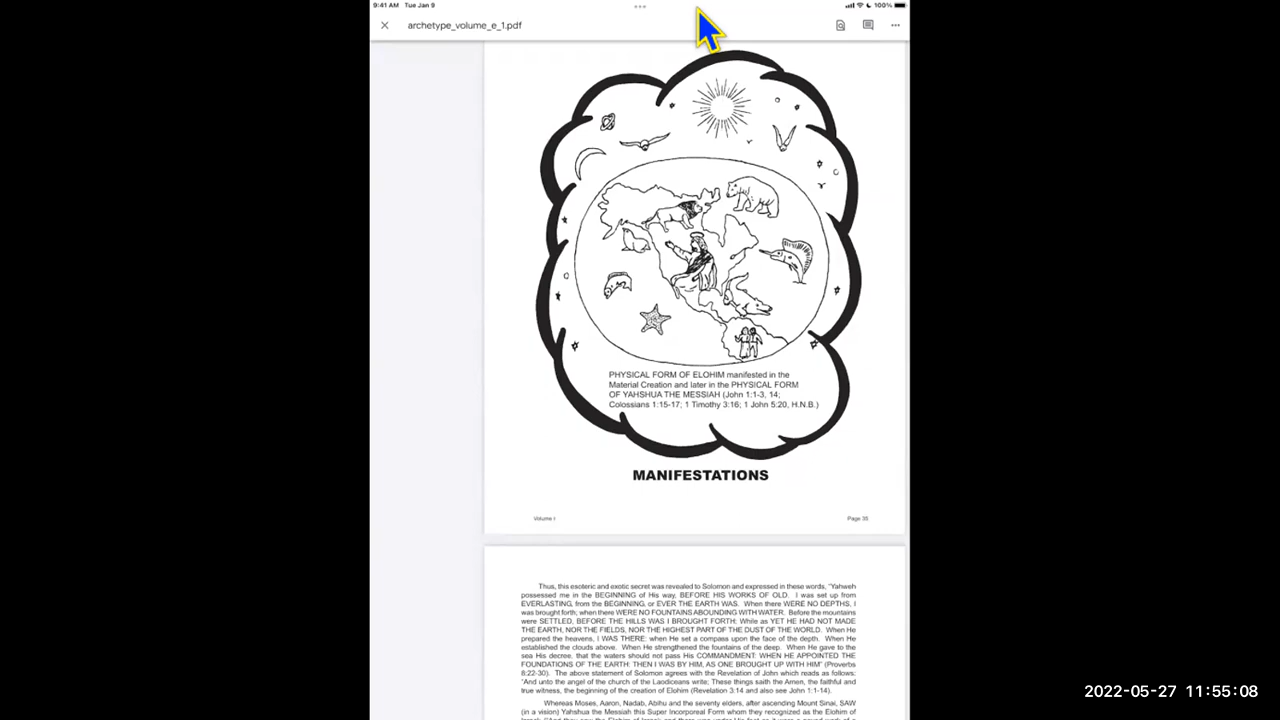 9:41 AM Tue Jan 9
100%
archetype_volume_e_1.pdf
PHYSICAL FORM OF ELOHIM manifested in the
Material Creation and later in the PHYSICAL FORM
OF YAHSHUA THE MESSIAH (John 1:1-3, 14;
Colossians 1:15-17; 1 Timothy 3:16; 1 John 5:20, H.N.B.)
MANIFESTATIONS
Volume I Page 35
Thus, this esoteric and exotic secret was revealed to Solomon and expressed in these words, "Yahweh
possessed me in the BEGINNING of His way, BEFORE HIS WORKS OF OLD. I was set up from
EVERLASTING, from the BEGINNING, or EVER THE EARTH WAS. When there WERE NO DEPTHS, I
was brought forth; when there WERE NO FOUNTAINS ABOUNDING WITH WATER. Before the mountains
were SETTLED, BEFORE THE HILLS WAS I BROUGHT FORTH; While as YET HE HAD NOT MADE
THE EARTH, NOR THE FIELDS, NOR THE HIGHEST PART OF THE DUST OF THE WORLD. When He
prepared the heavens, I WAS THERE: when He set a compass upon the face of the depth. When He
established the clouds above. When He strengthened the fountains of the deep. When He gave to the
sea His decree, that the waters should not pass His COMMANDMENT: WHEN HE APPOINTED THE
FOUNDATIONS OF THE EARTH: THEN I WAS BY HIM, AS ONE BROUGHT UP WITH HIM" (Proverbs
8:22-30). The above statement of Solomon agrees with the Revelation of John which reads as follows:
"And unto the angel of the church of the Laodiceans write; These things saith the Amen, the faithful and
true witness, the beginning of the creation of Elohim (Revelation 3:14 and also see John 1:1-14).
Whereas Moses, Aaron, Nadab, Abihu and the seventy elders, after ascending Mount Sinai, SAW
(in a vision) Yahshua the Messiah this Super Incorporeal Form whom they recognized as the Elohim of
2022-05-27 11:55:08